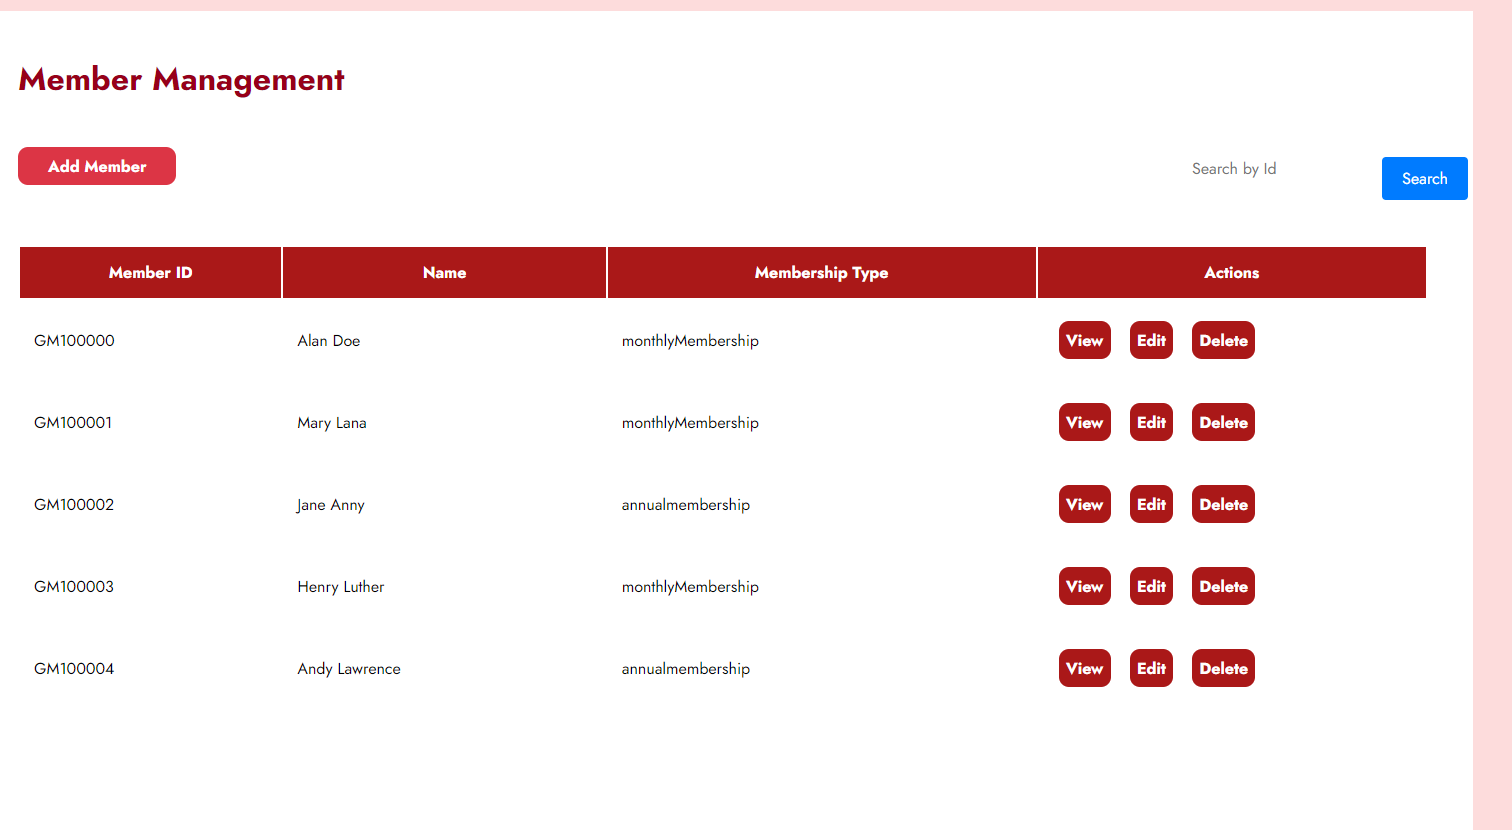 Member Management
Add Member
Search by Id
Search
Member ID Name Membership Type Actions
GM100000 Alan Doe monthlyMembership View Edit Delete
GM100001 Mary Lana monthlyMembership View Edit Delete
GM100002 Jane Anny annualmembership View Edit Delete
GM100003 Henry Luther monthlyMembership View Edit Delete
GM100004 Andy Lawrence annualmembership View Edit Delete